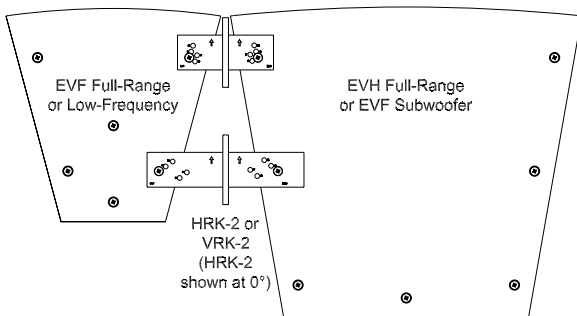 EVF Full-Range
or Low-Frequency
EVH Full-Range
or EVF Subwoofer
HRK-2 or
VRK-2
(HRK-2
shown at 0°)